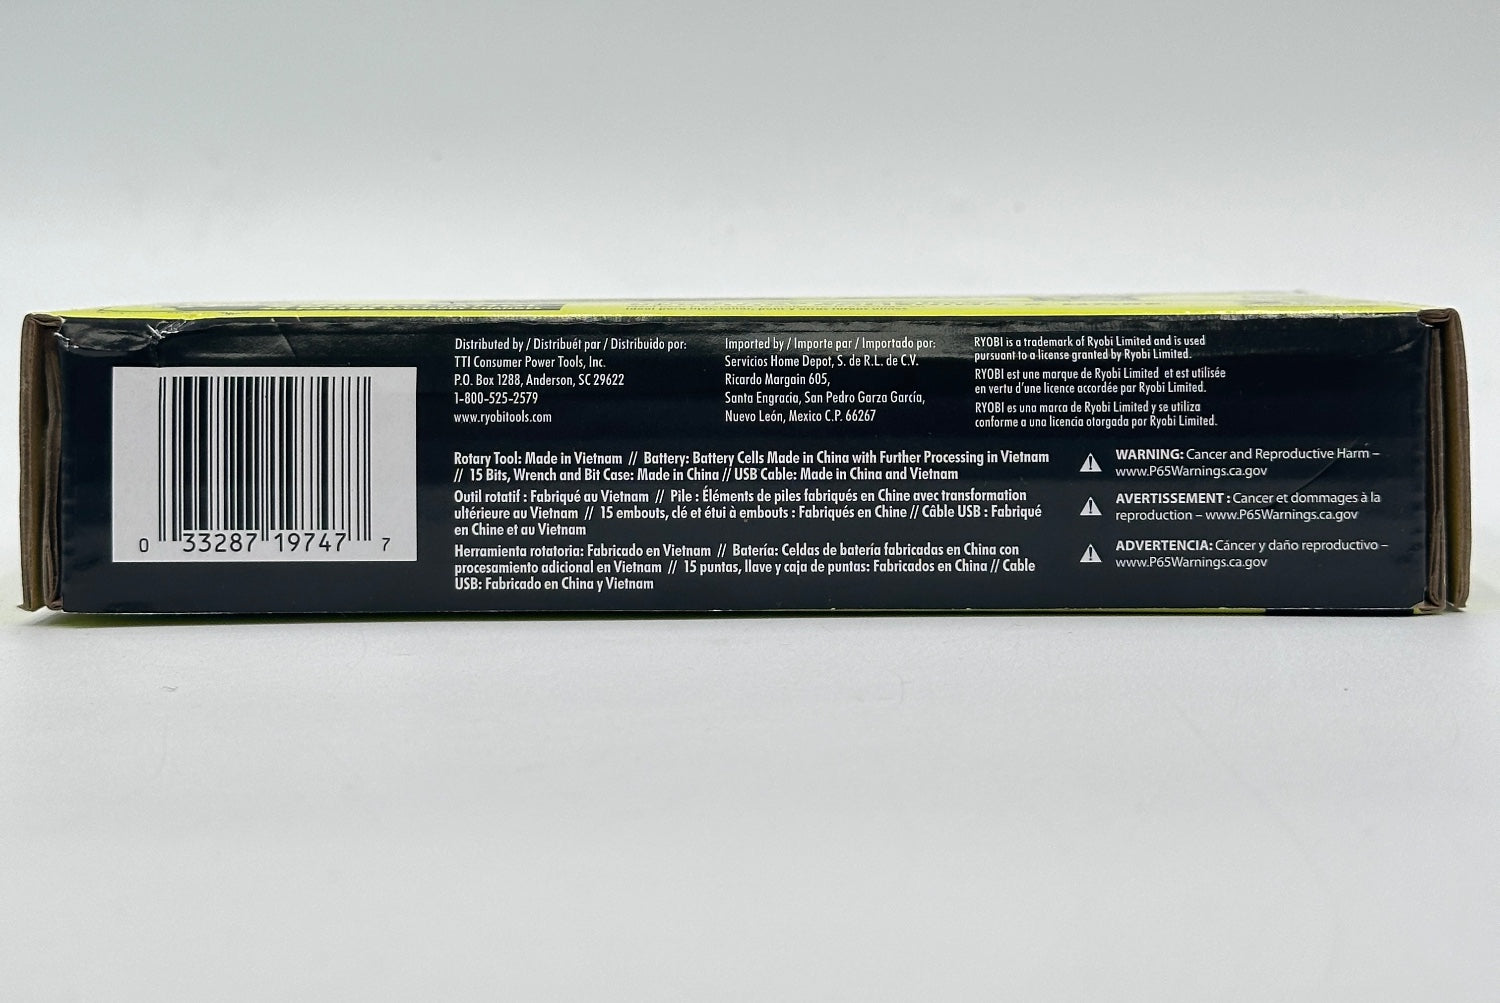 Distributed by / Distribuét par / Distribuido por:
TTI Consumer Power Tools, Inc.
P.O. Box 1288, Anderson, SC 29622
1-800-525-2579
www.ryobitools.com
Imported by / Importe par / Importado por:
Servicios Home Depot, S. de R.L. de C.V.
Ricardo Margain 605,
Santa Engracia, San Pedro Garza García,
Nuevo León, Mexico C.P. 66267
RYOBI is a trademark of Ryobi Limited and is used
pursuant to a license granted by Ryobi Limited.
RYOBI est une marque de Ryobi Limited et est utilisée
en vertu d'une licence accordée par Ryobi Limited.
RYOBI es una marca de Ryobi Limited y se utiliza
conforme a una licencia otorgada por Ryobi Limited.
Rotary Tool: Made in Vietnam // Battery: Battery Cells Made in China with Further Processing in Vietnam
// 15 Bits, Wrench and Bit Case: Made in China // USB Cable: Made in China and Vietnam
Outil rotatif : Fabriqué au Vietnam // Pile : Éléments de piles fabriqués en Chine avec transformation
ultérieure au Vietnam // 15 embouts, clé et étui à embouts : Fabriqués en Chine // Câble USB : Fabriqué
en Chine et au Vietnam
Herramienta rotatoria: Fabricado en Vietnam // Batería: Celdas de batería fabricadas en China con
procesamiento adicional en Vietnam // 15 puntas, llave y caja de puntas: Fabricados en China // Cable
USB: Fabricado en China y Vietnam
WARNING: Cancer and Reproductive Harm –
www.P65Warnings.ca.gov
AVERTISSEMENT : Cancer et dommages à la
reproduction – www.P65Warnings.ca.gov
ADVERTENCIA: Cáncer y daño reproductivo –
www.P65Warnings.ca.gov
0 33287 19747 7